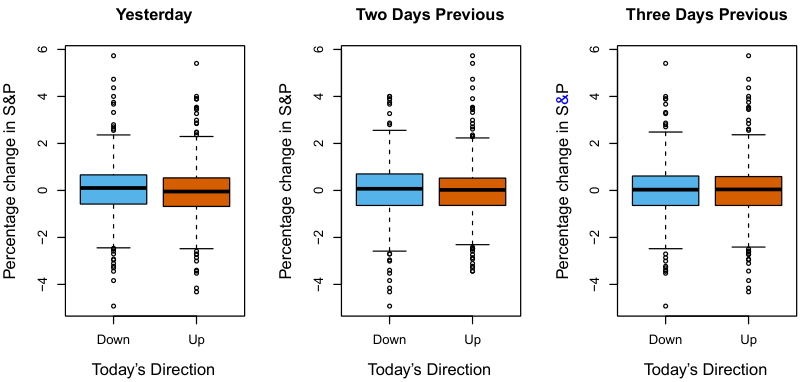 Yesterday
Percentage change in S&P
6
4
2
0
−2
−4
Down
Up
Today’s Direction
Two Days Previous
Percentage change in S&P
6
4
2
0
−2
−4
Down
Up
Today’s Direction
Three Days Previous
Percentage change in S&P
6
4
2
0
−2
−4
Down
Up
Today’s Direction